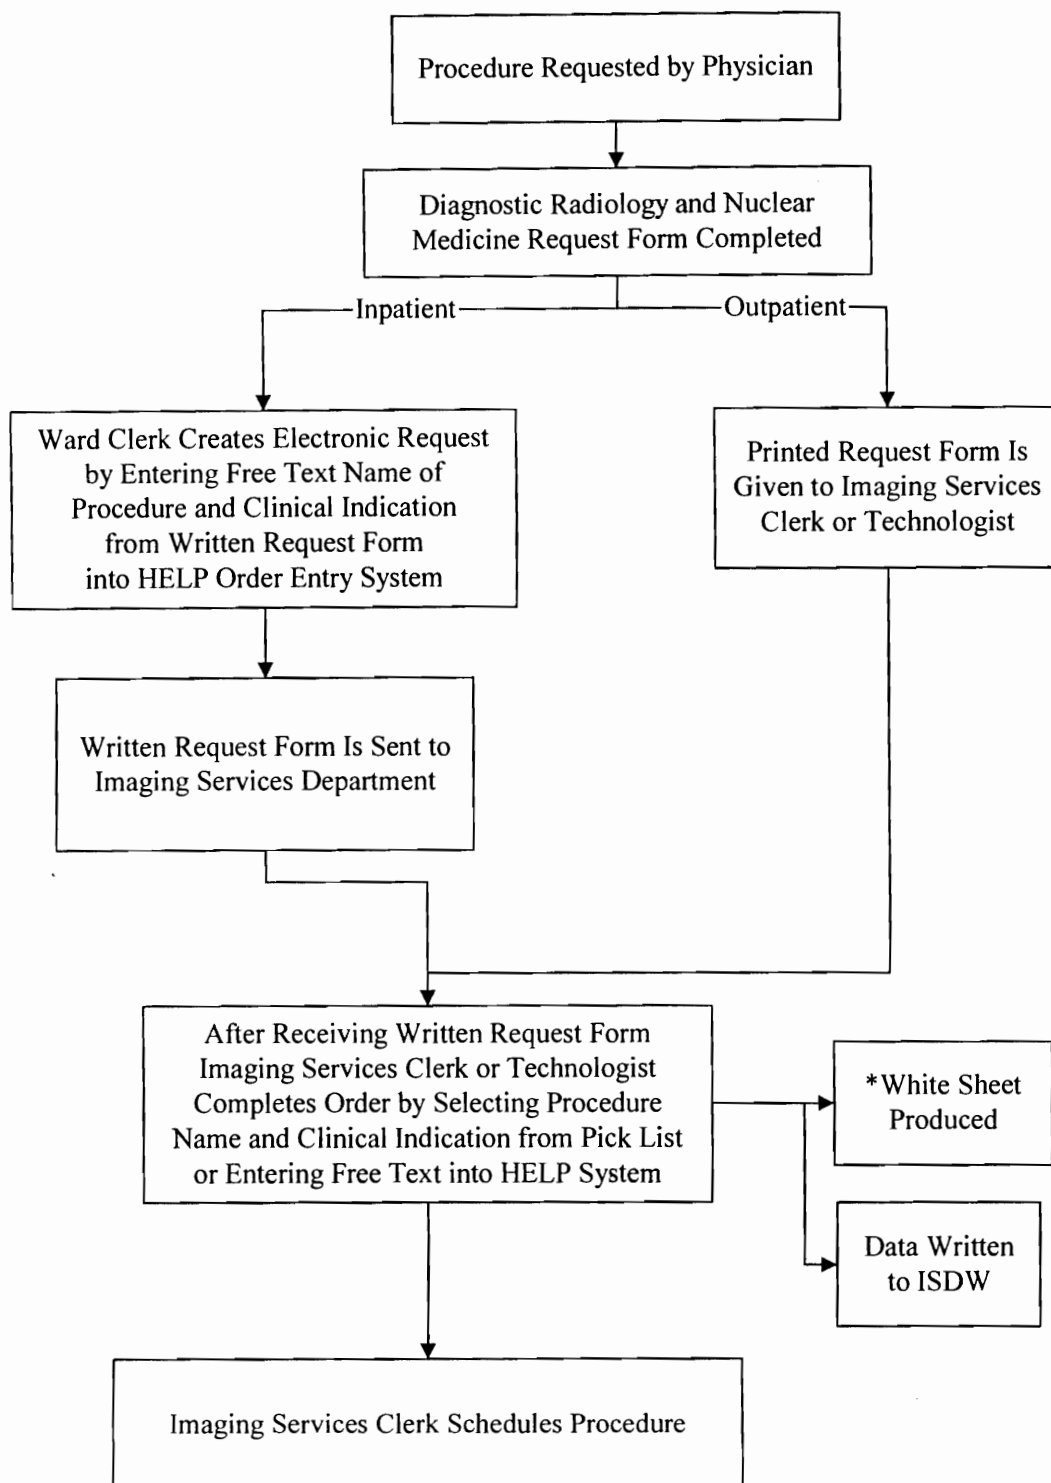 Procedure Requested by Physician
Diagnostic Radiology and Nuclear
Medicine Request Form Completed
Inpatient
Outpatient
Ward Clerk Creates Electronic Request
by Entering Free Text Name of
Procedure and Clinical Indication
from Written Request Form
into HELP Order Entry System
Printed Request Form Is
Given to Imaging Services
Clerk or Technologist
Written Request Form Is Sent to
Imaging Services Department
After Receiving Written Request Form
Imaging Services Clerk or Technologist
Completes Order by Selecting Procedure
Name and Clinical Indication from Pick List
or Entering Free Text into HELP System
*White Sheet
Produced
Data Written
to ISDW
Imaging Services Clerk Schedules Procedure